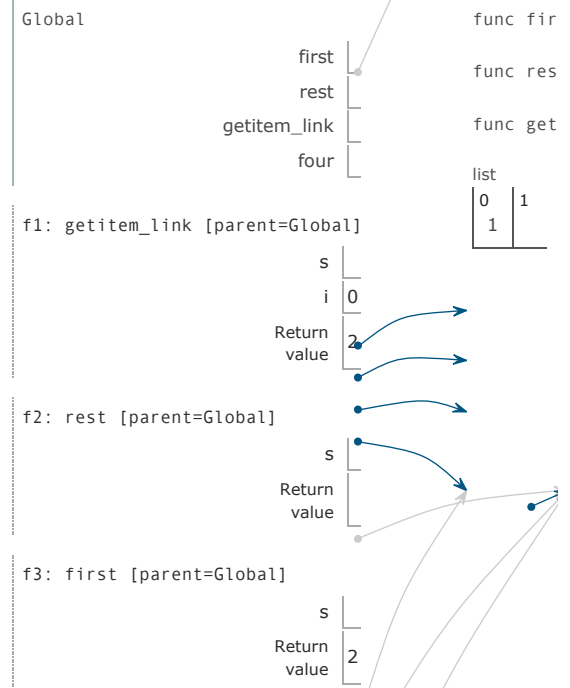 Global
func fir
first
func res
rest
getitem_link
func get
four
list
0 1
1
f1: getitem_link [parent=Global]
s
i 0
Return
value 2
f2: rest [parent=Global]
s
Return
value
f3: first [parent=Global]
s
Return
value 2